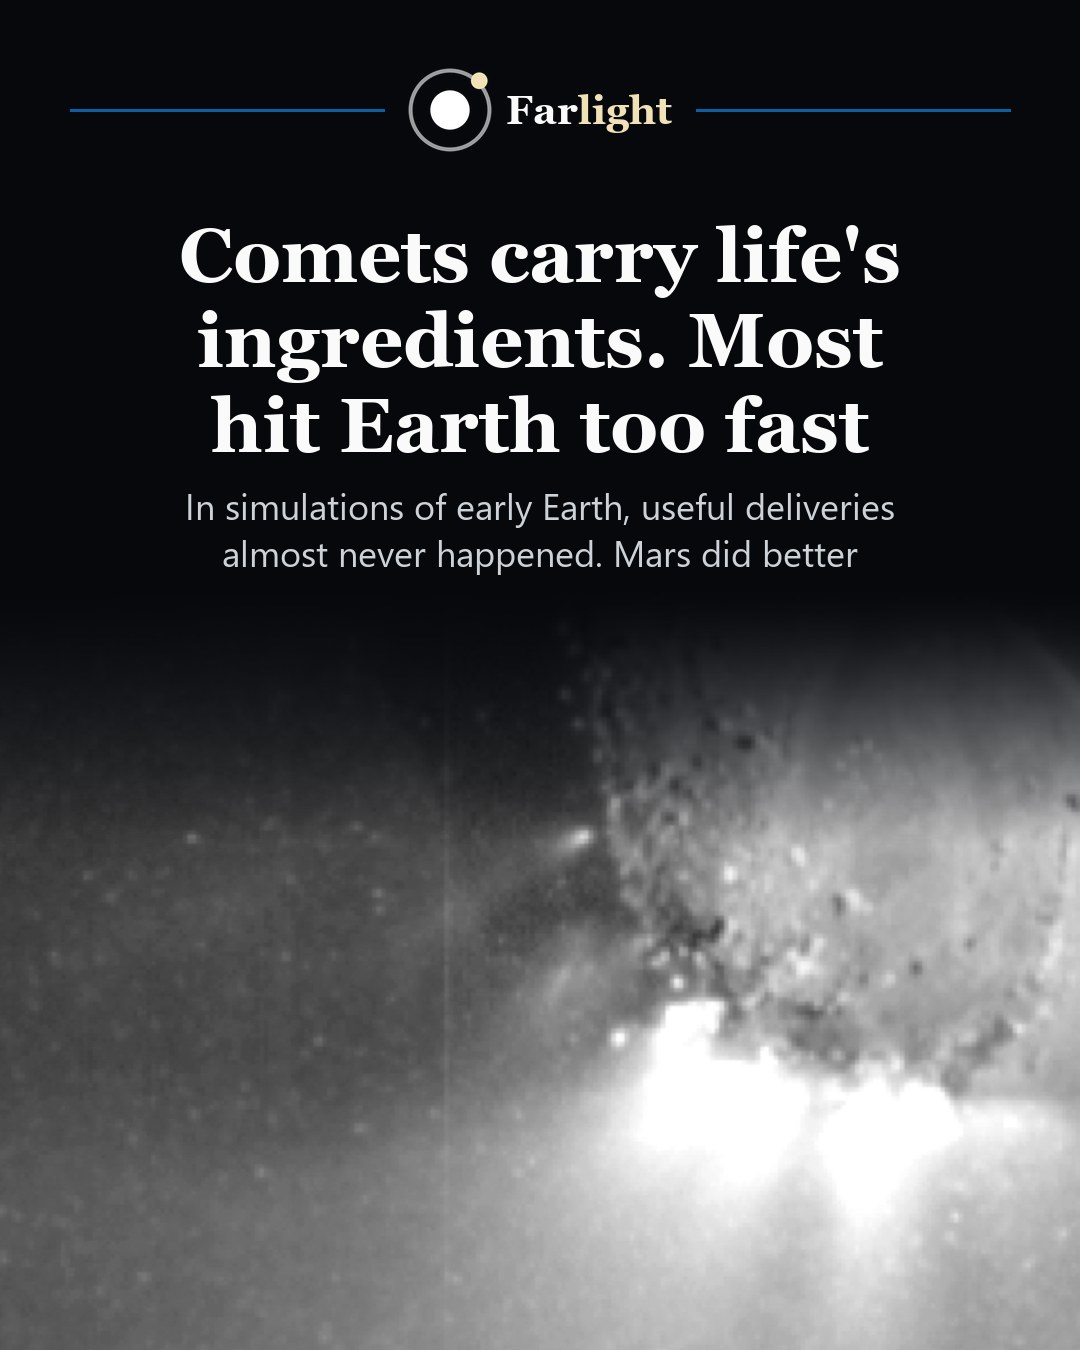 Farlight
Comets carry life's
ingredients. Most
hit Earth too fast
In simulations of early Earth, useful deliveries
almost never happened. Mars did better